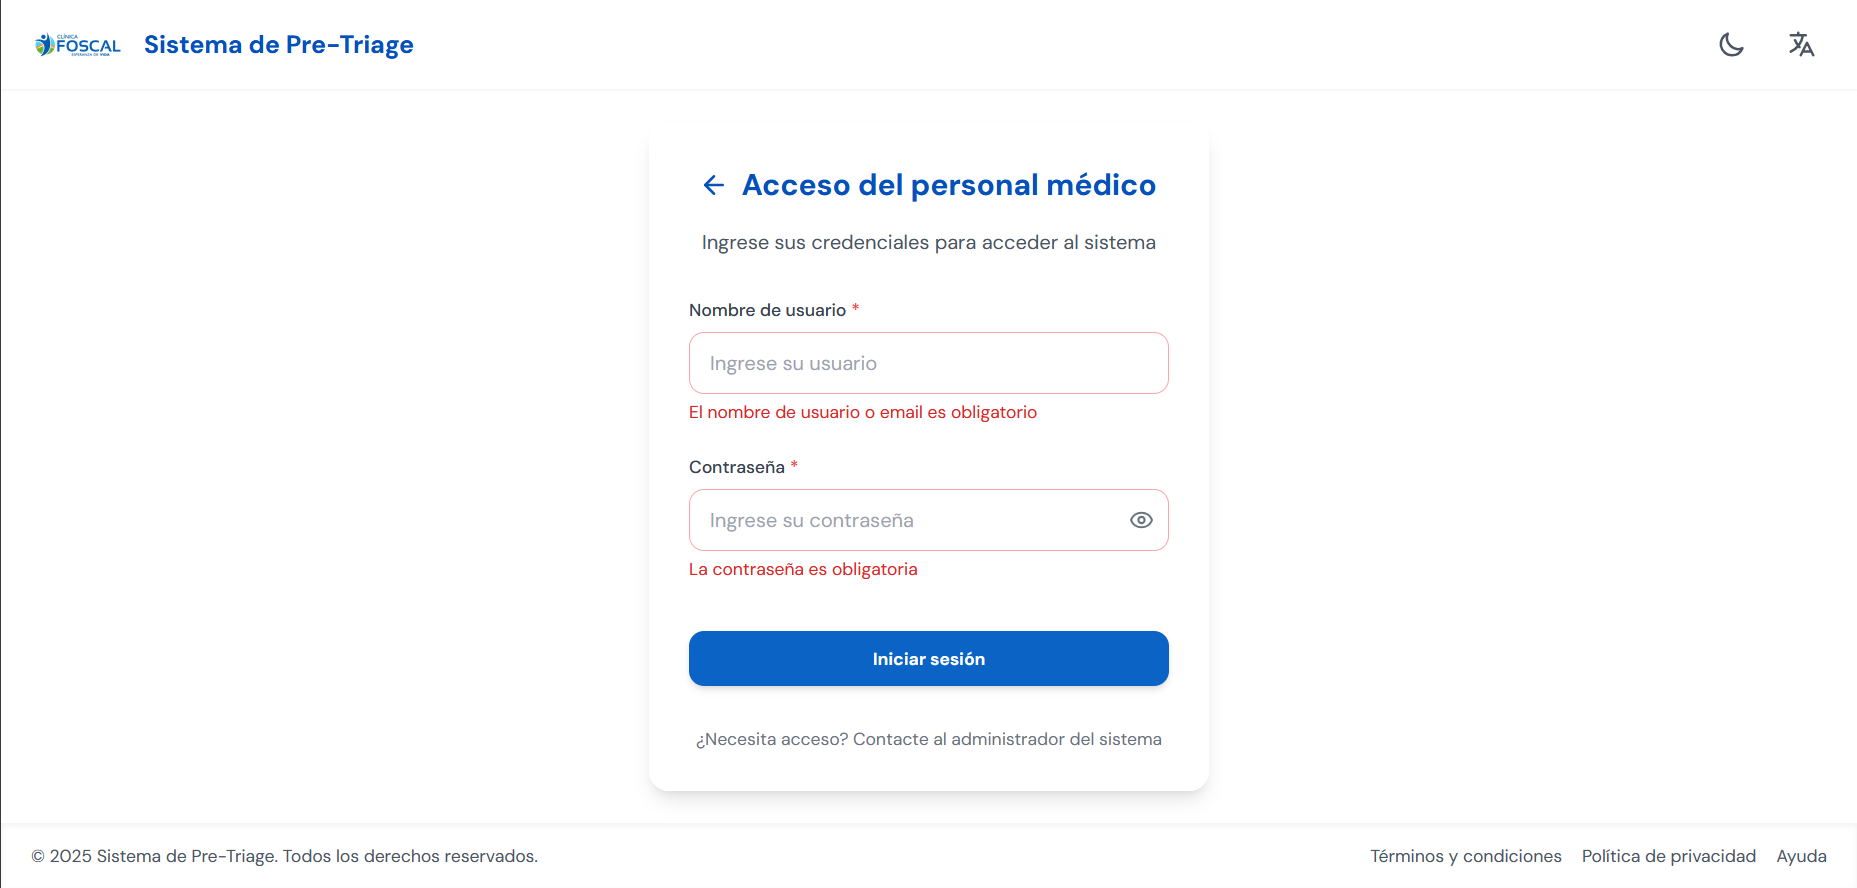 CLÍNICA
FOSCAL
ESPERANZA DE VIDA
Sistema de Pre-Triage
Acceso del personal médico
Ingrese sus credenciales para acceder al sistema
Nombre de usuario *
Ingrese su usuario
El nombre de usuario o email es obligatorio
Contraseña *
Ingrese su contraseña
La contraseña es obligatoria
Iniciar sesión
¿Necesita acceso? Contacte al administrador del sistema
© 2025 Sistema de Pre-Triage. Todos los derechos reservados.
Términos y condiciones Política de privacidad Ayuda